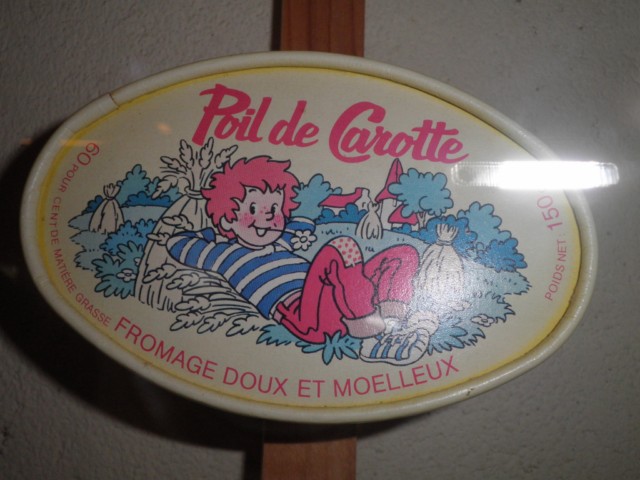 Poil de Carotte
60 POUR CENT DE MATIERE GRASSE
POIDS NET 150
FROMAGE DOUX ET MOELLEUX